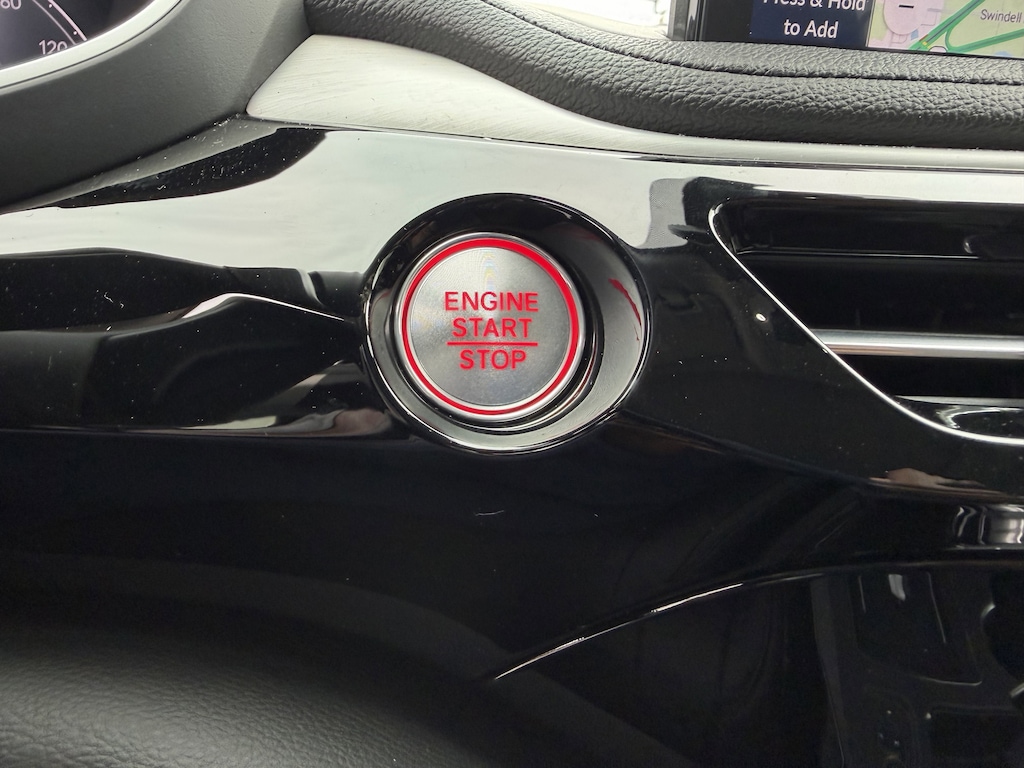 120
Press & Hold
to Add
Swindell
ENGINE
START
STOP